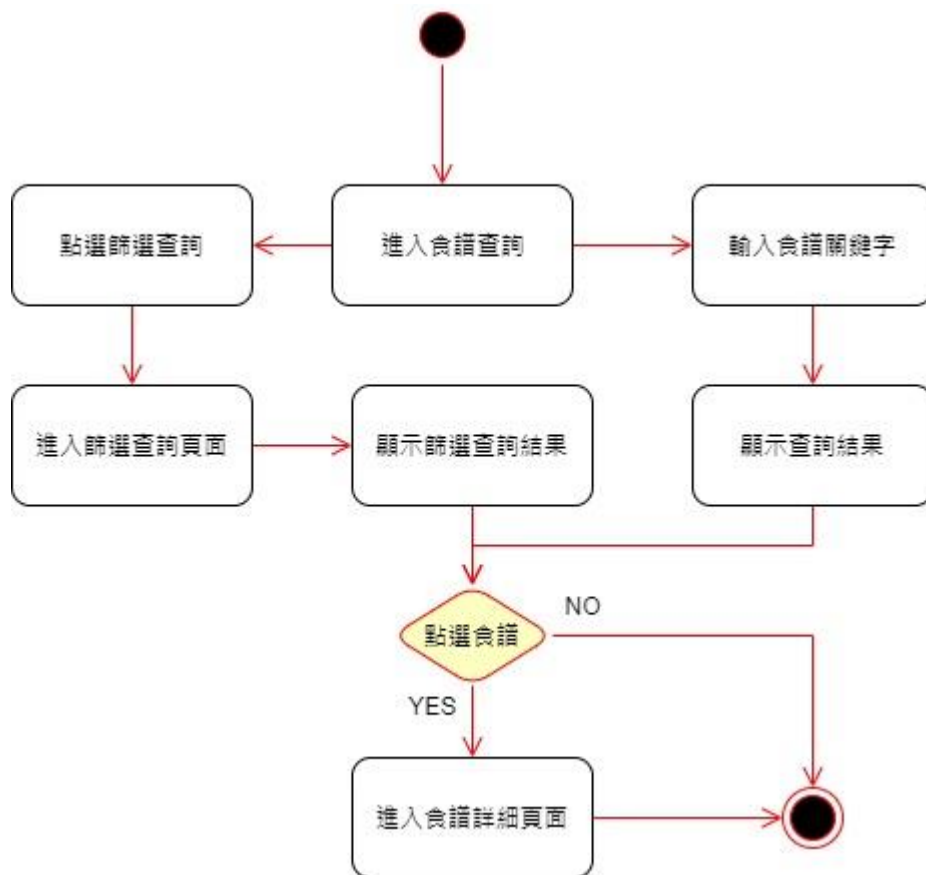 點選篩選查詢
進入食譜查詢
輸入食譜關鍵字
進入篩選查詢頁面
顯示篩選查詢結果
顯示查詢結果
點選食譜
NO
YES
進入食譜詳細頁面